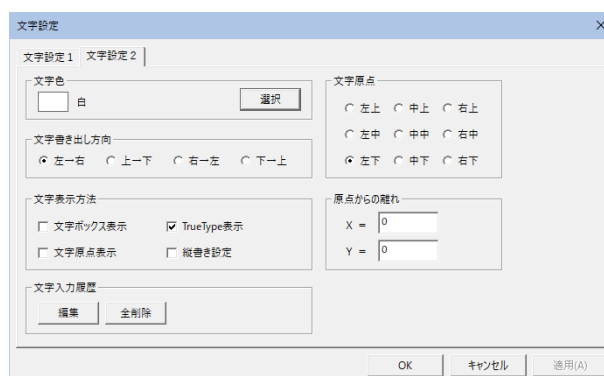 文字設定
文字設定 1 文字設定 2
文字色
白 選択
文字書き出し方向
左→右 上→下 右→左 下→上
文字表示方法
文字ボックス表示 TrueType表示
文字原点表示 縦書き設定
文字入力履歴
編集 全削除
文字原点
左上 中上 右上
左中 中中 右中
左下 中下 右下
原点からの離れ
X = 0
Y = 0
OK キャンセル 適用(A)